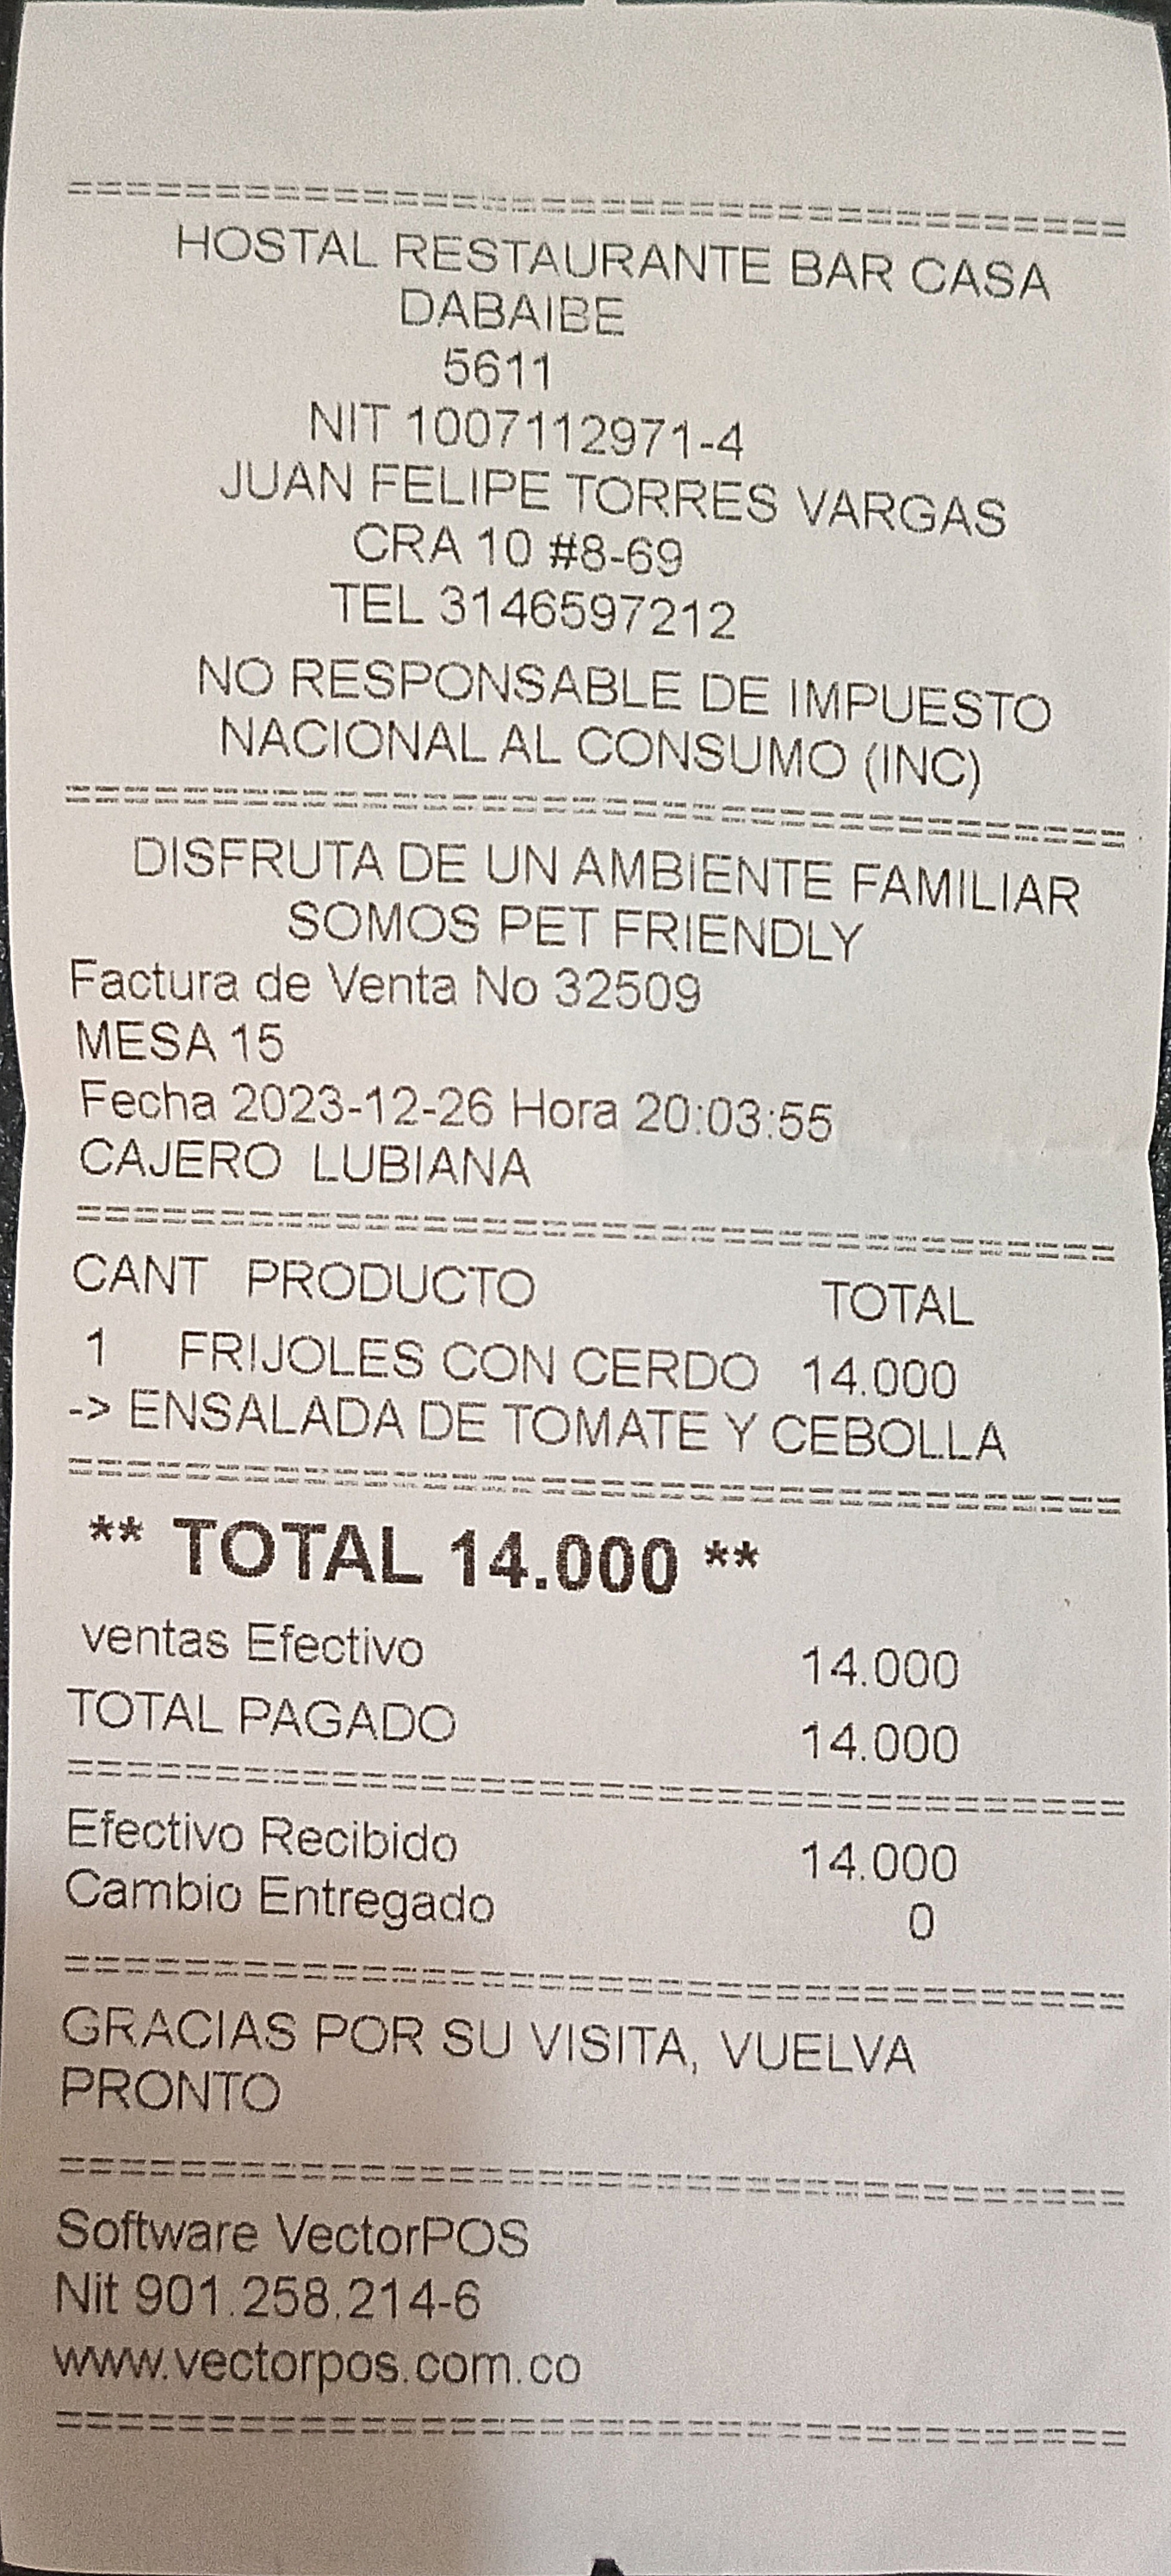 HOSTAL RESTAURANTE BAR CASA
DABAIBE
5611
NIT 1007112971-4
JUAN FELIPE TORRES VARGAS
CRA 10 #8-69
TEL 3146597212
NO RESPONSABLE DE IMPUESTO
NACIONAL AL CONSUMO (INC)
DISFRUTA DE UN AMBIENTE FAMILIAR
SOMOS PET FRIENDLY
Factura de Venta No 32509
MESA 15
Fecha 2023-12-26 Hora 20:03:55
CAJERO LUBIANA
CANT PRODUCTO TOTAL
1 FRIJOLES CON CERDO 14.000
-> ENSALADA DE TOMATE Y CEBOLLA
** TOTAL 14.000 **
ventas Efectivo 14.000
TOTAL PAGADO 14.000
Efectivo Recibido 14.000
Cambio Entregado 0
GRACIAS POR SU VISITA, VUELVA
PRONTO
Software VectorPOS
Nit 901.258.214-6
www.vectorpos.com.co